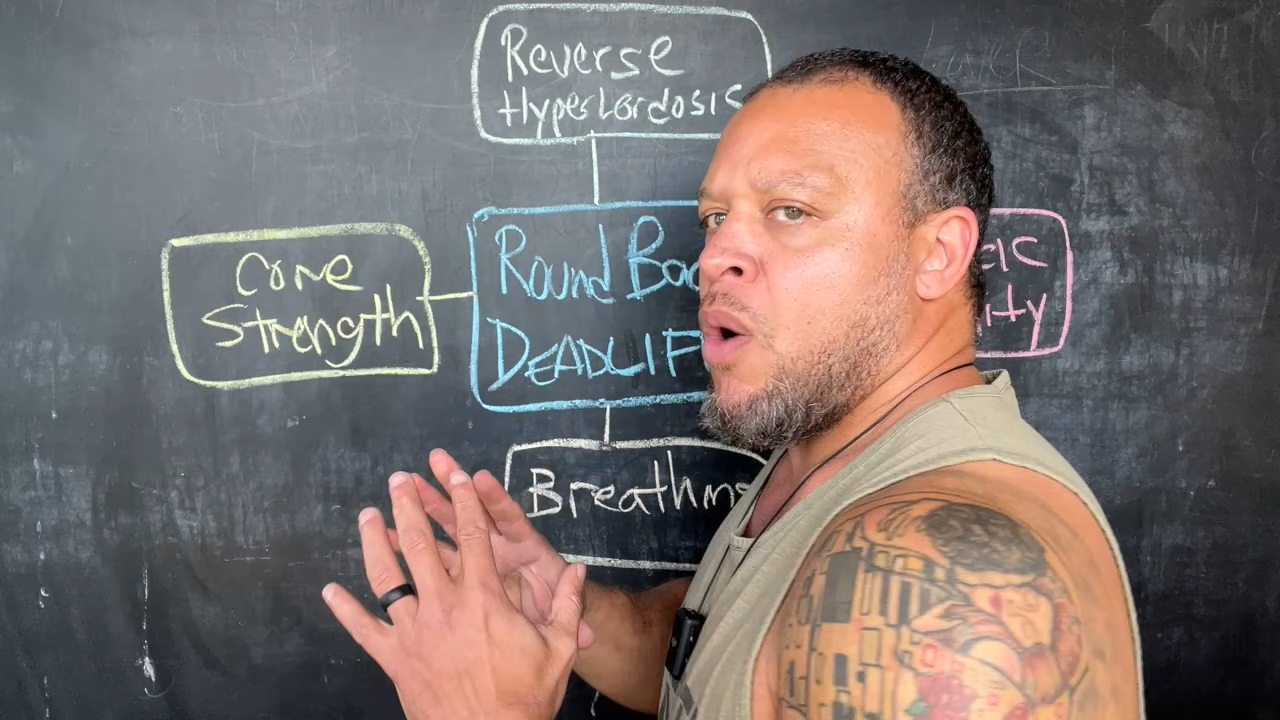 Reverse
HyperLordosis
Core
Strength
Round Bac
DEADLIF
Breathing